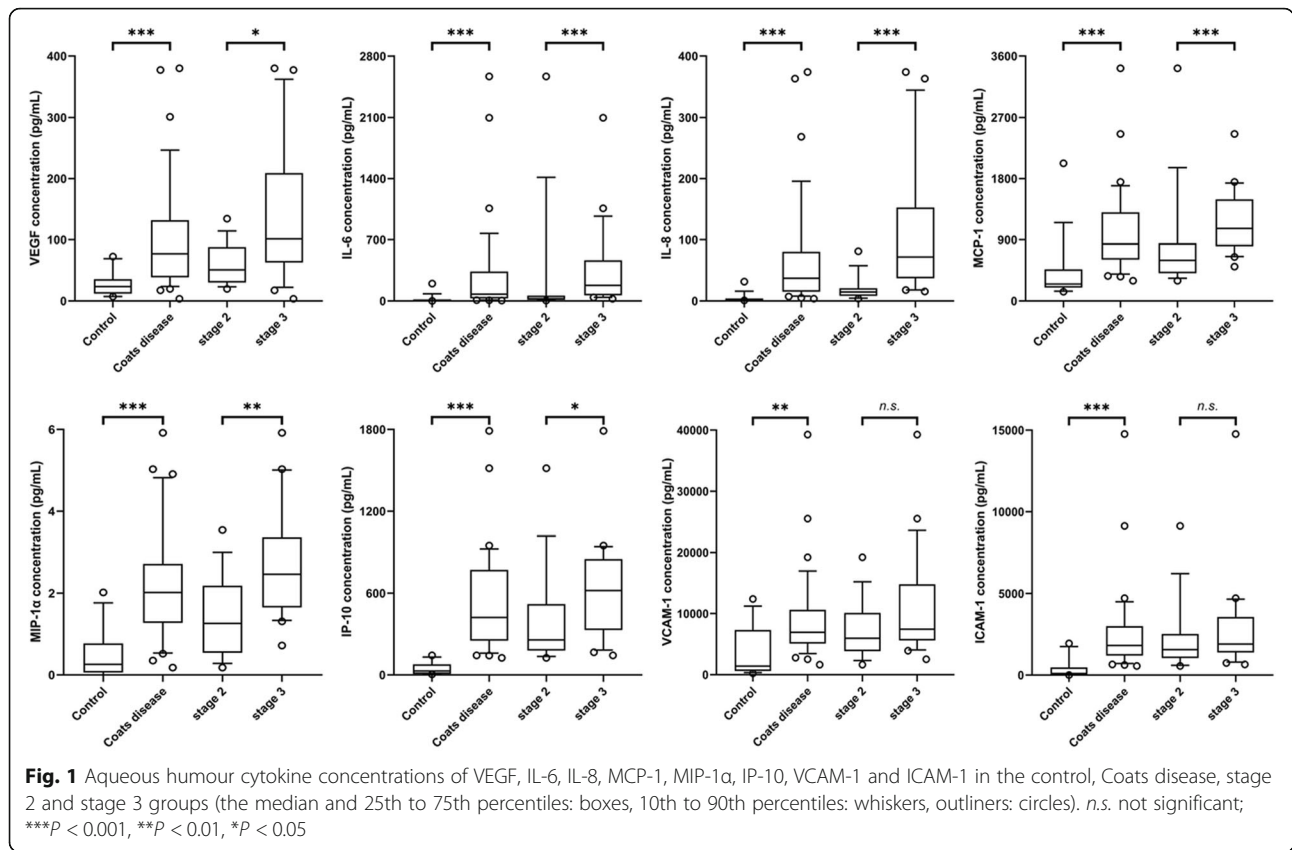 *** *
VEGF concentration (pg/mL)
400
300
200
100
0
Control
Coats disease
stage 2
stage 3
*** ***
IL-6 concentration (pg/mL)
2800
2100
1400
700
0
Control
Coats disease
stage 2
stage 3
*** ***
IL-8 concentration (pg/mL)
400
300
200
100
0
Control
Coats disease
stage 2
stage 3
*** ***
MCP-1 concentration (pg/mL)
3600
2700
1800
900
0
Control
Coats disease
stage 2
stage 3
*** **
MIP-1α concentration (pg/mL)
6
4
2
0
Control
Coats disease
stage 2
stage 3
*** *
IP-10 concentration (pg/mL)
1800
1200
600
0
Control
Coats disease
stage 2
stage 3
** n.s.
VCAM-1 concentration (pg/mL)
40000
30000
20000
10000
0
Control
Coats disease
stage 2
stage 3
*** n.s.
ICAM-1 concentration (pg/mL)
15000
10000
5000
0
Control
Coats disease
stage 2
stage 3
Fig. 1 Aqueous humour cytokine concentrations of VEGF, IL-6, IL-8, MCP-1, MIP-1α, IP-10, VCAM-1 and ICAM-1 in the control, Coats disease, stage
2 and stage 3 groups (the median and 25th to 75th percentiles: boxes, 10th to 90th percentiles: whiskers, outliners: circles). n.s. not significant;
***P < 0.001, **P < 0.01, *P < 0.05